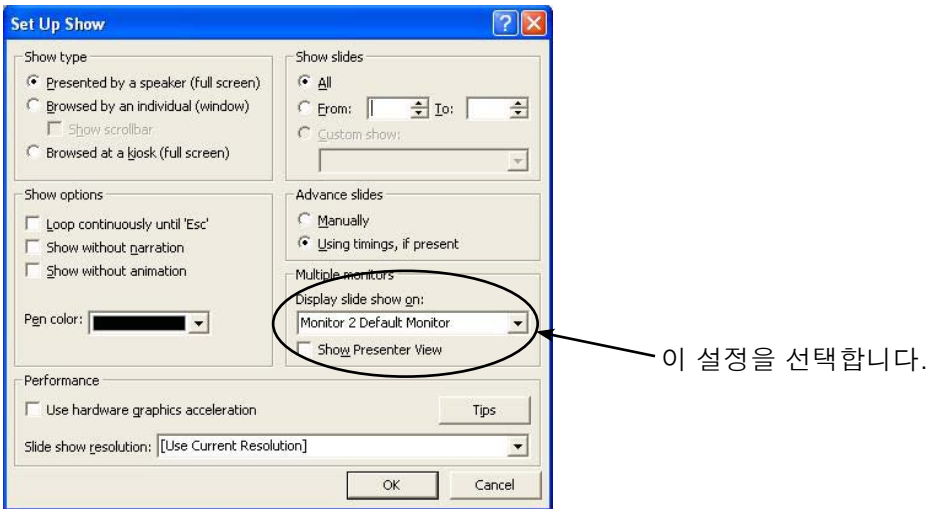 Set Up Show
Show type
Presented by a speaker (full screen)
Browsed by an individual (window)
Show scrollbar
Browsed at a kiosk (full screen)
Show slides
All
From: To:
Custom show:
Show options
Loop continuously until 'Esc'
Show without narration
Show without animation
Pen color:
Advance slides
Manually
Using timings, if present
Multiple monitors
Display slide show on:
Monitor 2 Default Monitor
Show Presenter View
이 설정을 선택합니다.
Performance
Use hardware graphics acceleration
Tips
Slide show resolution: [Use Current Resolution]
OK Cancel